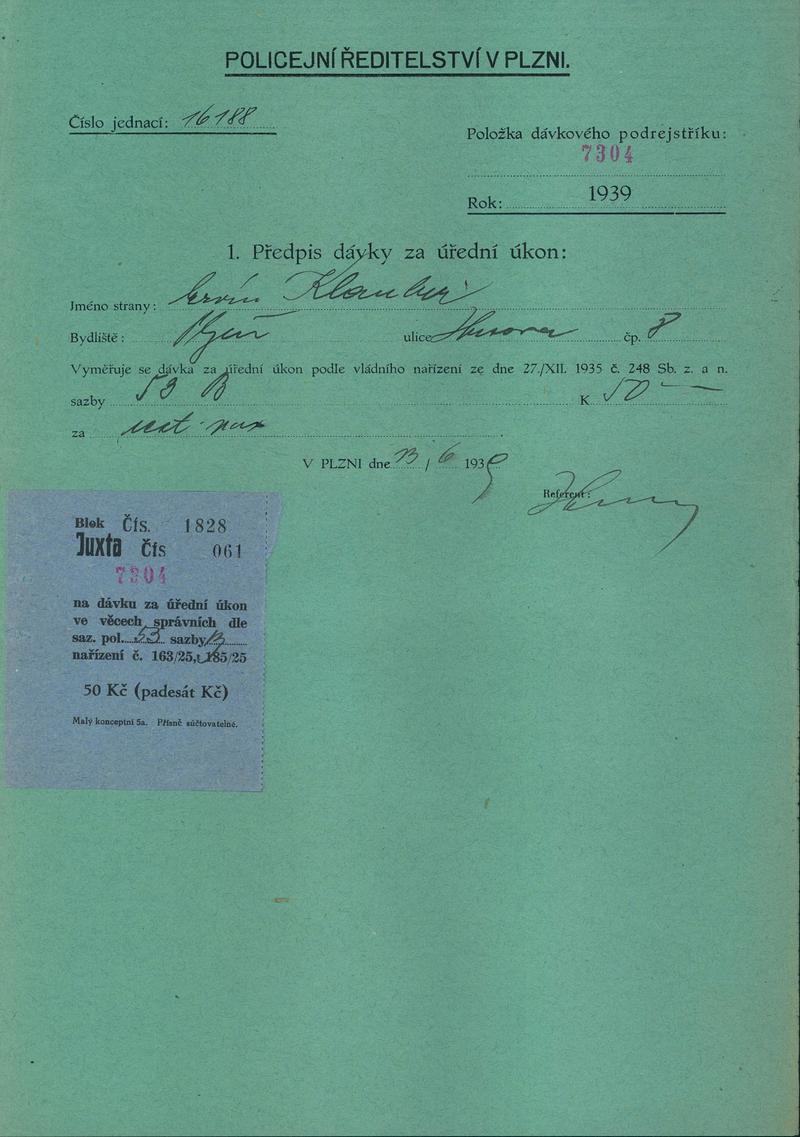 POLICEJNÍ ŘEDITELSTVÍ V PLZNI.
Číslo jednací: 16188
Položka dávkového podrejstříku:
7304
Rok: 1939
1. Předpis dávky za úřední úkon:
Jméno strany: Ervín Klauber
Bydliště: Plzeň ulice Husova čp. 8
Vyměřuje se dávka za úřední úkon podle vládního nařízení ze dne 27./XII. 1935 č. 248 Sb. z. a n.
sazby 53 B K 50
za cest. pas
V PLZNI dne 13/6 1939
Referent:
Blok Čís. 1828
Juxta čís 061
7304
na dávku za úřední úkon
ve věcech správních dle
saz. pol. 53 sazby B
nařízení č. 163/25, 185/25
50 Kč (padesát Kč)
Malý konceptní 5a. Přísně súčtovatelné.